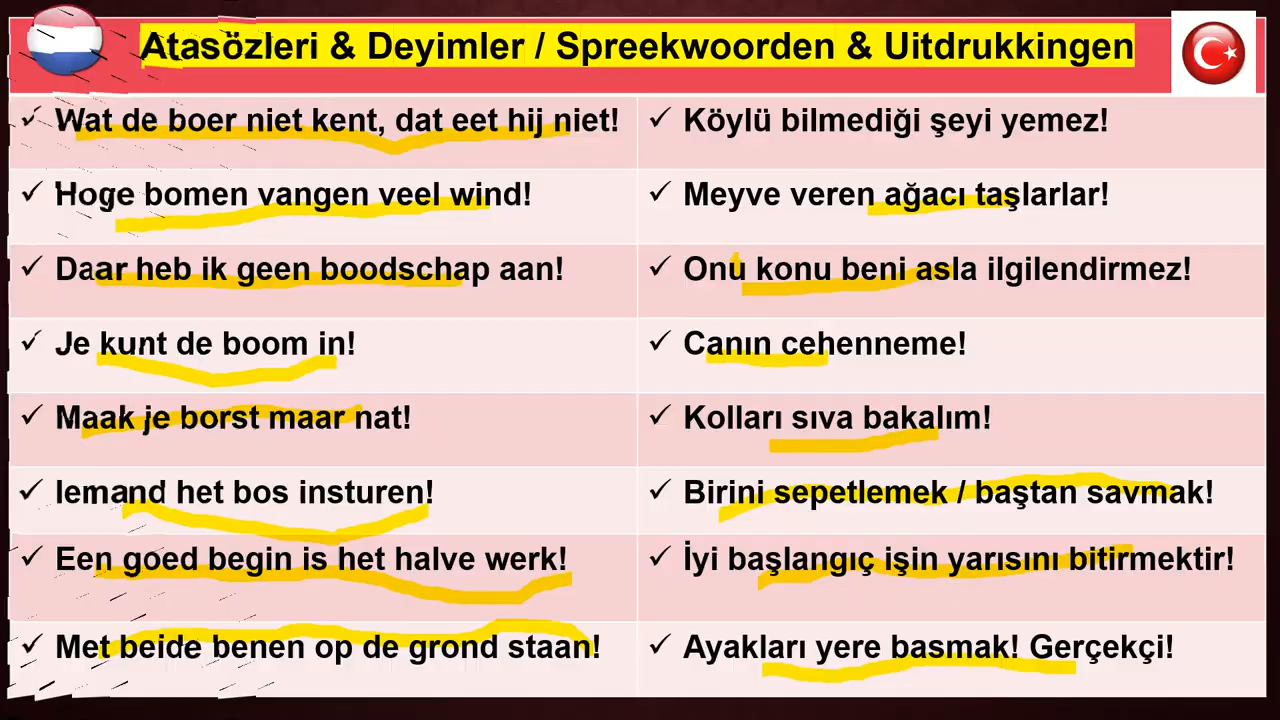 Atasözleri & Deyimler / Spreekwoorden & Uitdrukkingen
✓ Wat de boer niet kent, dat eet hij niet!
✓ Köylü bilmediği şeyi yemez!
✓ Hoge bomen vangen veel wind!
✓ Meyve veren ağacı taşlarlar!
✓ Daar heb ik geen boodschap aan!
✓ Onu konu beni asla ilgilendirmez!
✓ Je kunt de boom in!
✓ Canın cehenneme!
✓ Maak je borst maar nat!
✓ Kolları sıva bakalım!
✓ Iemand het bos insturen!
✓ Birini sepetlemek / baştan savmak!
✓ Een goed begin is het halve werk!
✓ İyi başlangıç işin yarısını bitirmektir!
✓ Met beide benen op de grond staan!
✓ Ayakları yere basmak! Gerçekçi!